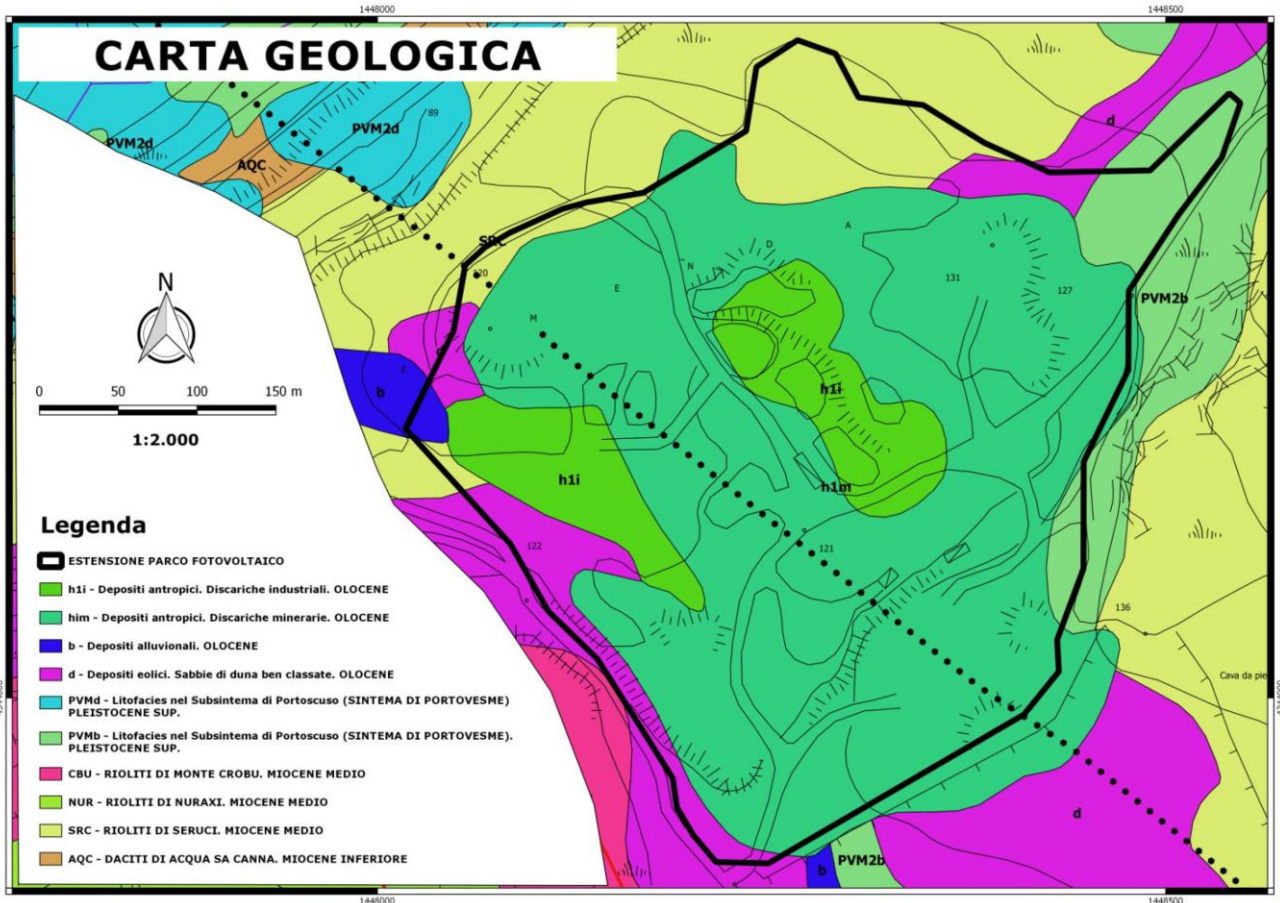 1448000
1448500
CARTA GEOLOGICA
89
PVM2d
PVM2d
AQC
d
SRC
120
A
D
N
E
131
127
PVM2b
M
N
0 50 100 150 m
1:2.000
E
b
h1i
h1i
h1m
122
121
136
Cava da pie
Legenda
ESTENSIONE PARCO FOTOVOLTAICO
h1i - Depositi antropici. Discariche industriali. OLOCENE
him - Depositi antropici. Discariche minerarie. OLOCENE
b - Depositi alluvionali. OLOCENE
d - Depositi eolici. Sabbie di duna ben classate. OLOCENE
PVMd - Litofacies nel Subsintema di Portoscuso (SINTEMA DI PORTOVESME)
PLEISTOCENE SUP.
PVMb - Litofacies nel Subsintema di Portoscuso (SINTEMA DI PORTOVESME).
PLEISTOCENE SUP.
CBU - RIOLITI DI MONTE CROBU. MIOCENE MEDIO
NUR - RIOLITI DI NURAXI. MIOCENE MEDIO
SRC - RIOLITI DI SERUCI. MIOCENE MEDIO
AQC - DACITI DI ACQUA SA CANNA. MIOCENE INFERIORE
d
PVM2b
b
1448000
1448500